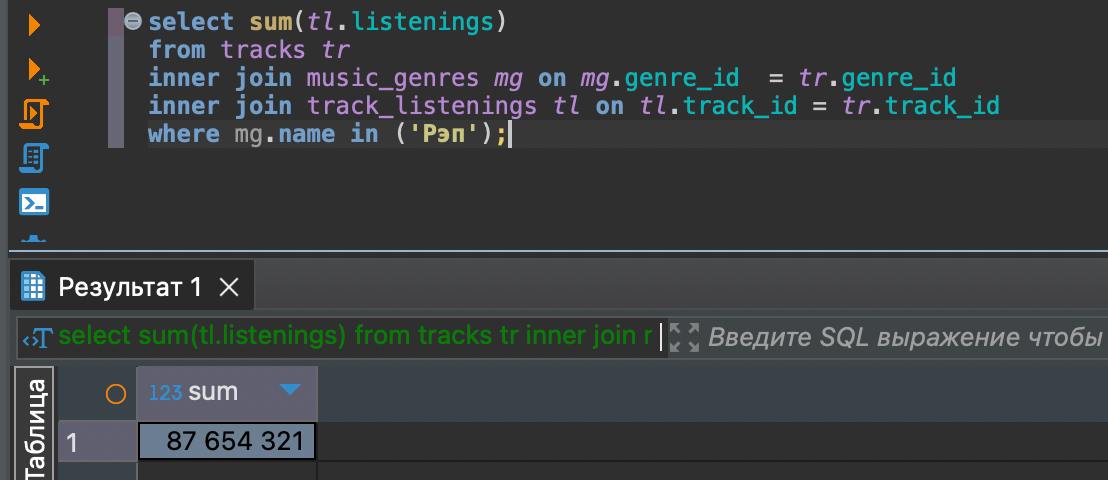 select sum(tl.listenings)
from tracks tr
inner join music_genres mg on mg.genre_id  = tr.genre_id
inner join track_listenings tl on tl.track_id = tr.track_id
where mg.name in ('Рэп');
Результат 1
select sum(tl.listenings) from tracks tr inner join r Введите SQL выражение чтобы
Таблица
123 sum
1 87 654 321